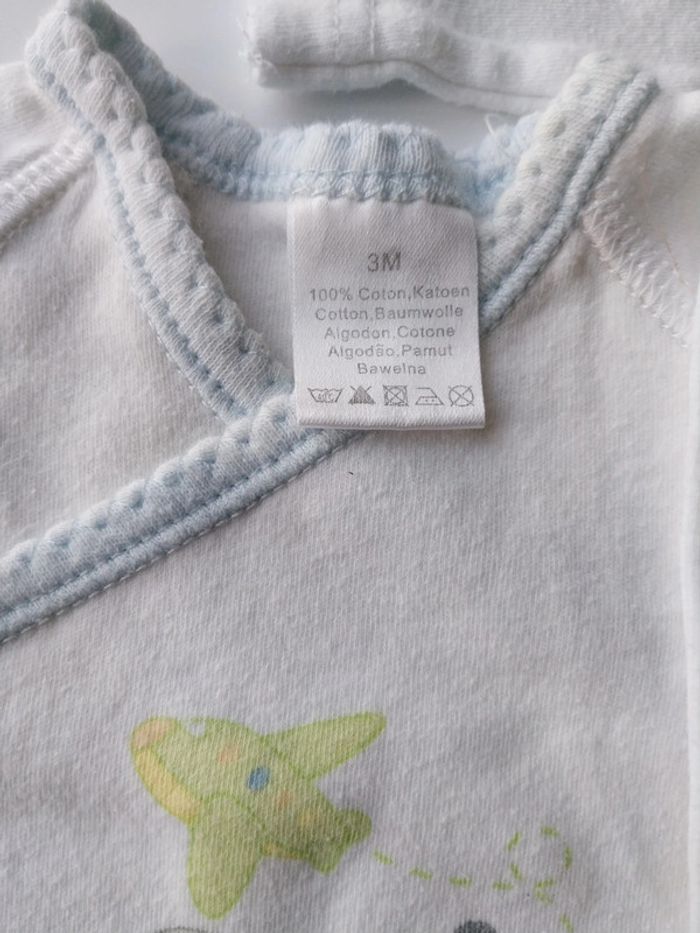 3M
100% Coton,Katoen
Cotton,Baumwolle
Algodon,Cotone
Algodão,Pamut
Bawelna